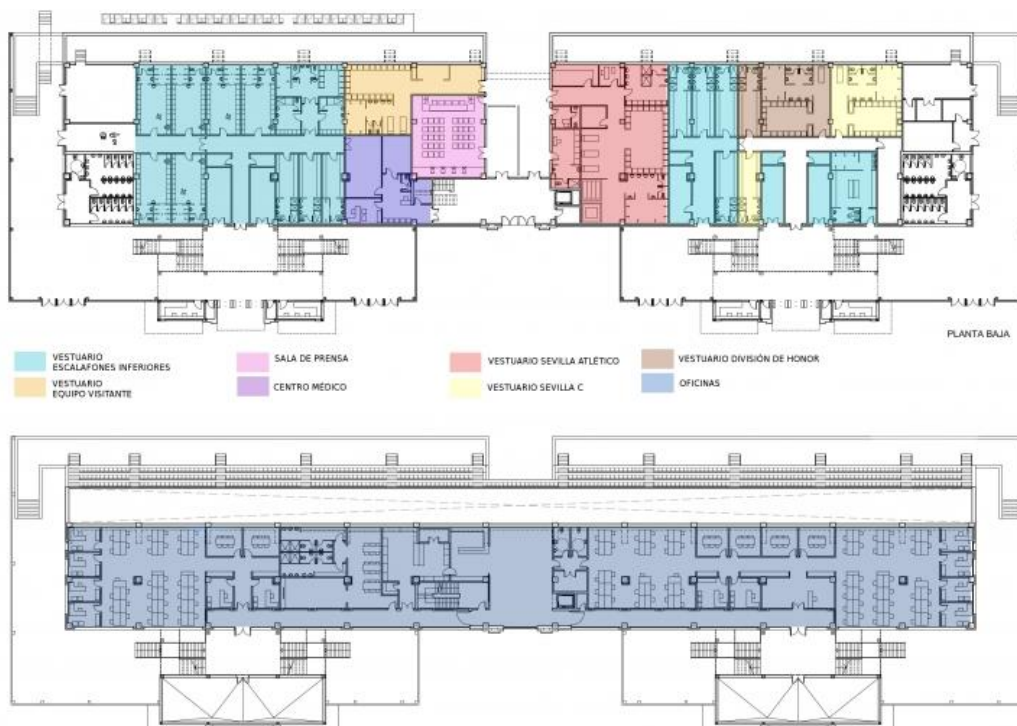 PLANTA BAJA
VESTUARIO
ESCALAFONES INFERIORES
SALA DE PRENSA
VESTUARIO SEVILLA ATLÉTICO
VESTUARIO DIVISIÓN DE HONOR
VESTUARIO
EQUIPO VISITANTE
CENTRO MÉDICO
VESTUARIO SEVILLA C
OFICINAS